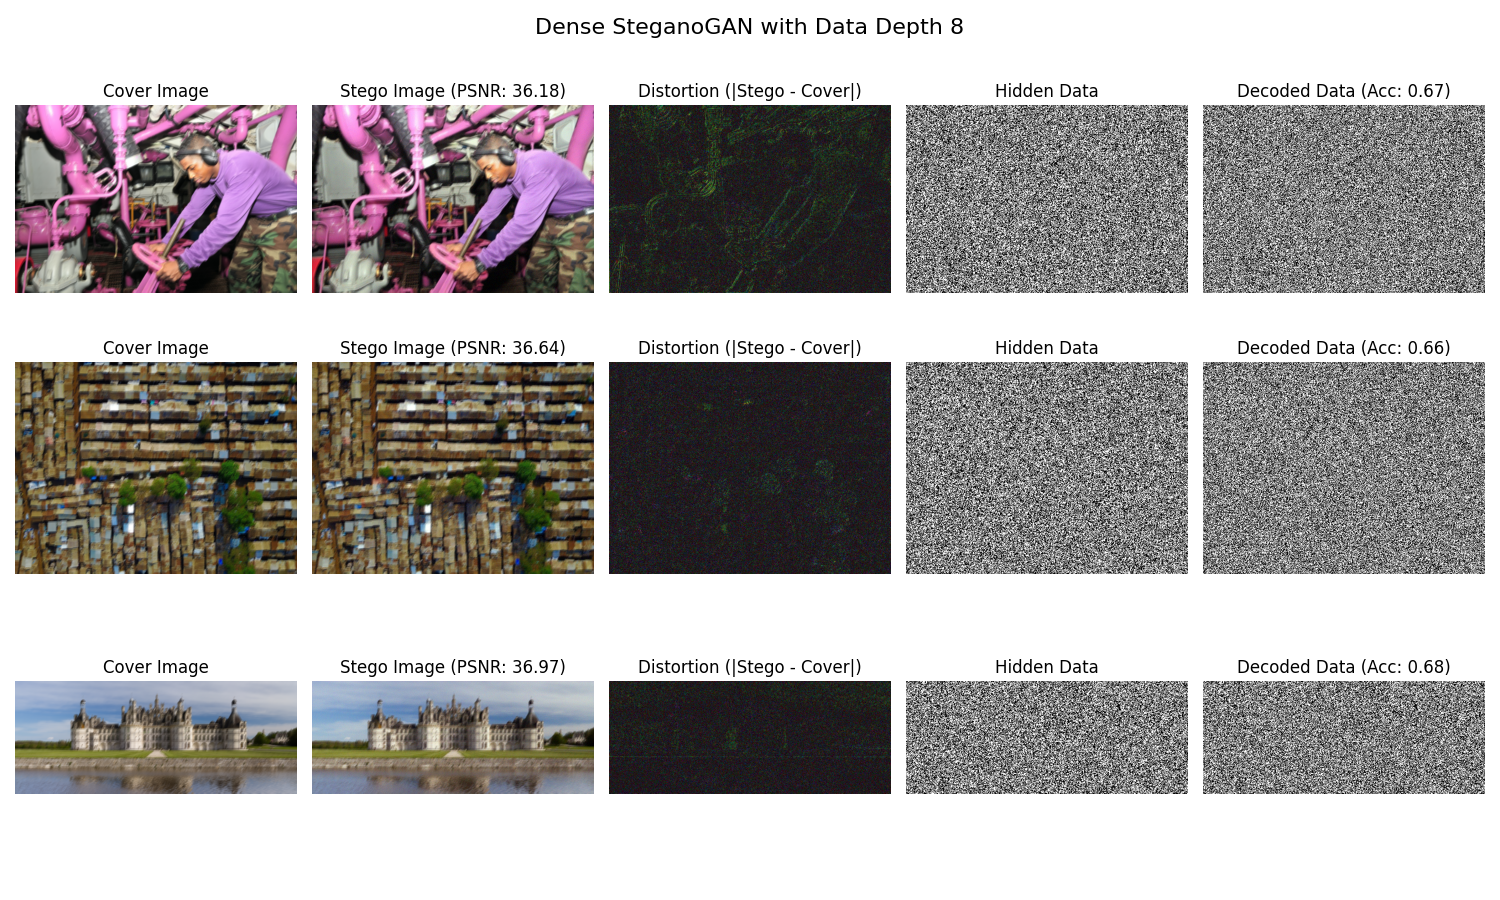 Dense SteganoGAN with Data Depth 8
Cover Image
Stego Image (PSNR: 36.18)
Distortion (|Stego - Cover|)
Hidden Data
Decoded Data (Acc: 0.67)
Cover Image
Stego Image (PSNR: 36.64)
Distortion (|Stego - Cover|)
Hidden Data
Decoded Data (Acc: 0.66)
Cover Image
Stego Image (PSNR: 36.97)
Distortion (|Stego - Cover|)
Hidden Data
Decoded Data (Acc: 0.68)